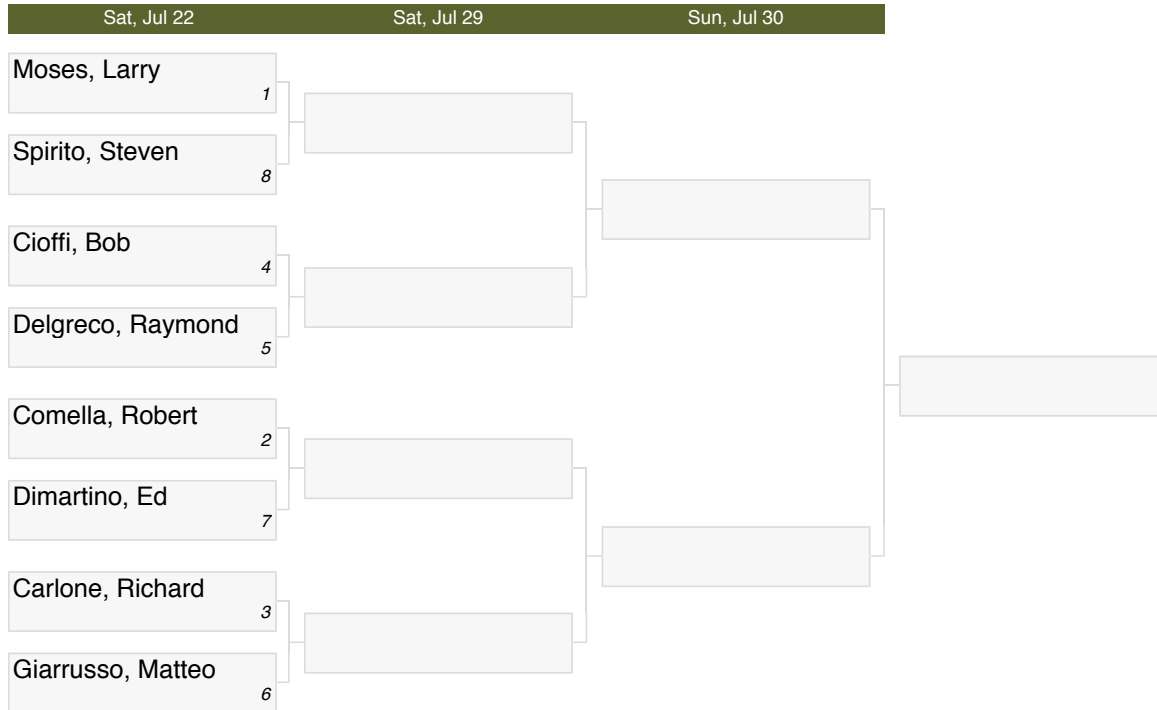 Sat, Jul 22 Sat, Jul 29 Sun, Jul 30
Moses, Larry
1
Spirito, Steven
8
Cioffi, Bob
4
Delgreco, Raymond
5
Comella, Robert
2
Dimartino, Ed
7
Carlone, Richard
3
Giarrusso, Matteo
6